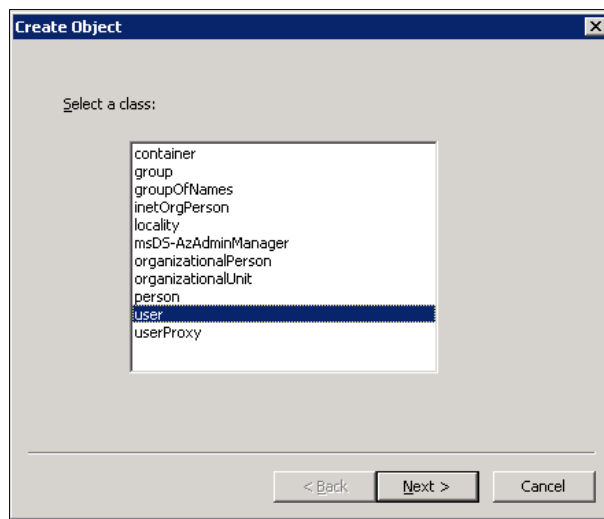 Create Object
Select a class:
container
group
groupOfNames
inetOrgPerson
locality
msDS-AzAdminManager
organizationalPerson
organizationalUnit
person
user
userProxy
< Back Next > Cancel